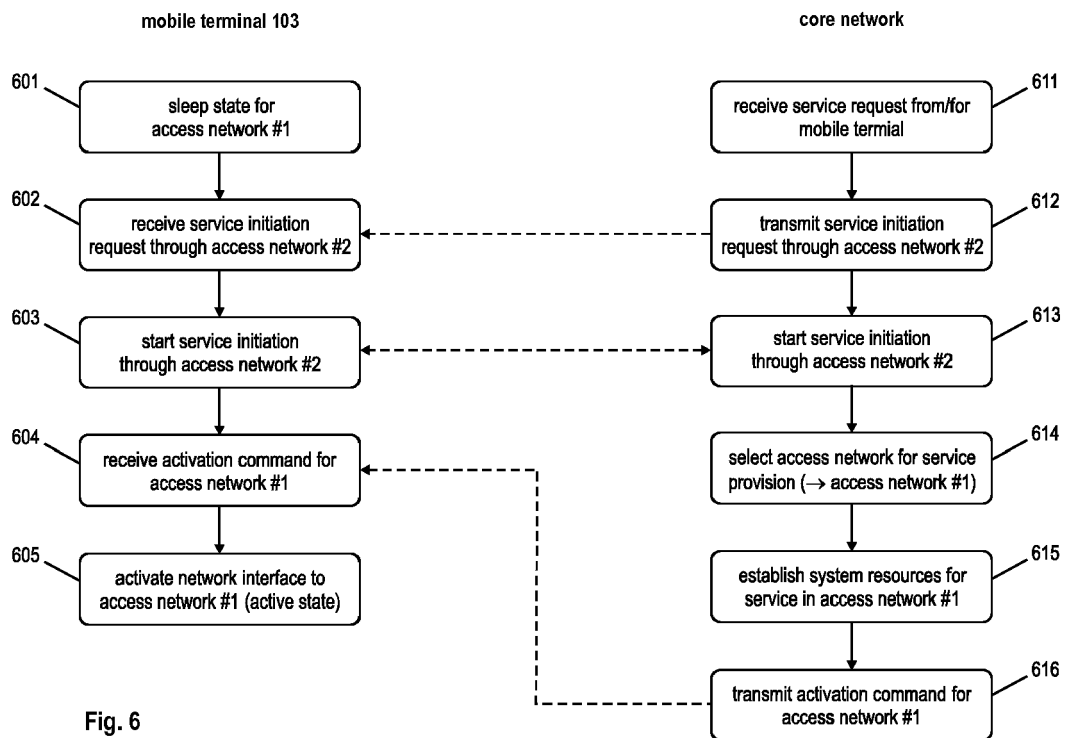 mobile terminal 103
core network
601
sleep state for
access network #1
611
receive service request from/for
mobile termial
602
receive service initiation
request through access network #2
612
transmit service initiation
request through access network #2
603
start service initiation
through access network #2
613
start service initiation
through access network #2
604
receive activation command for
access network #1
614
select access network for service
provision (→ access network #1)
605
activate network interface to
access network #1 (active state)
615
establish system resources for
service in access network #1
616
transmit activation command for
access network #1
Fig. 6